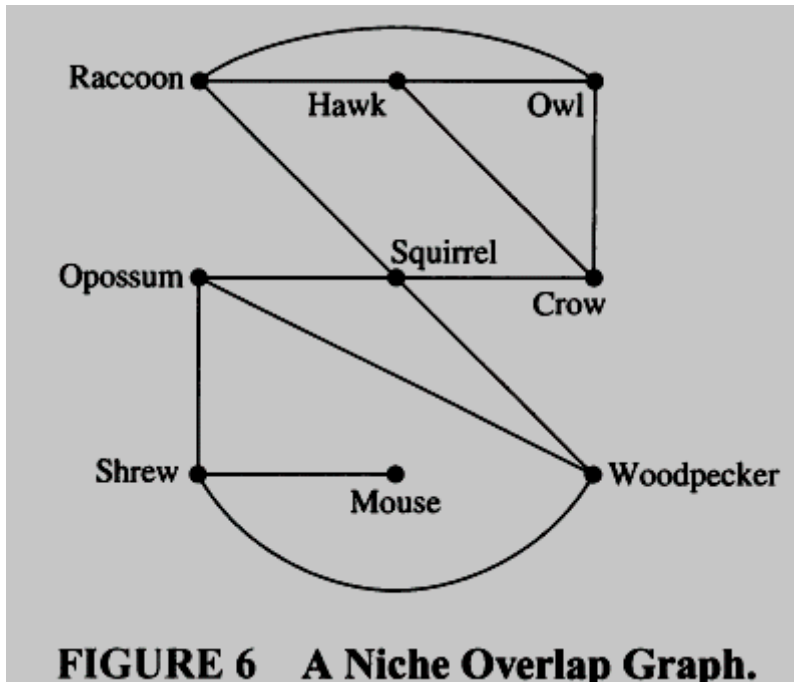 Raccoon
Hawk
Owl
Squirrel
Opossum
Crow
Shrew
Mouse
Woodpecker
FIGURE 6 A Niche Overlap Graph.